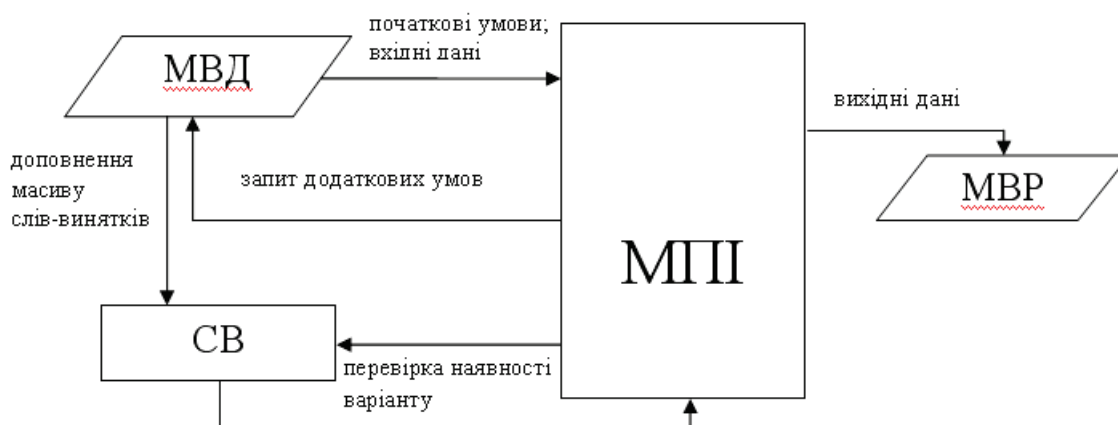 початкові умови;
вхідні дані
МВД
вихідні дані
доповнення
масиву
слів-винятків
запит додаткових умов
МВР
МПІ
СВ
перевірка наявності
варіанту